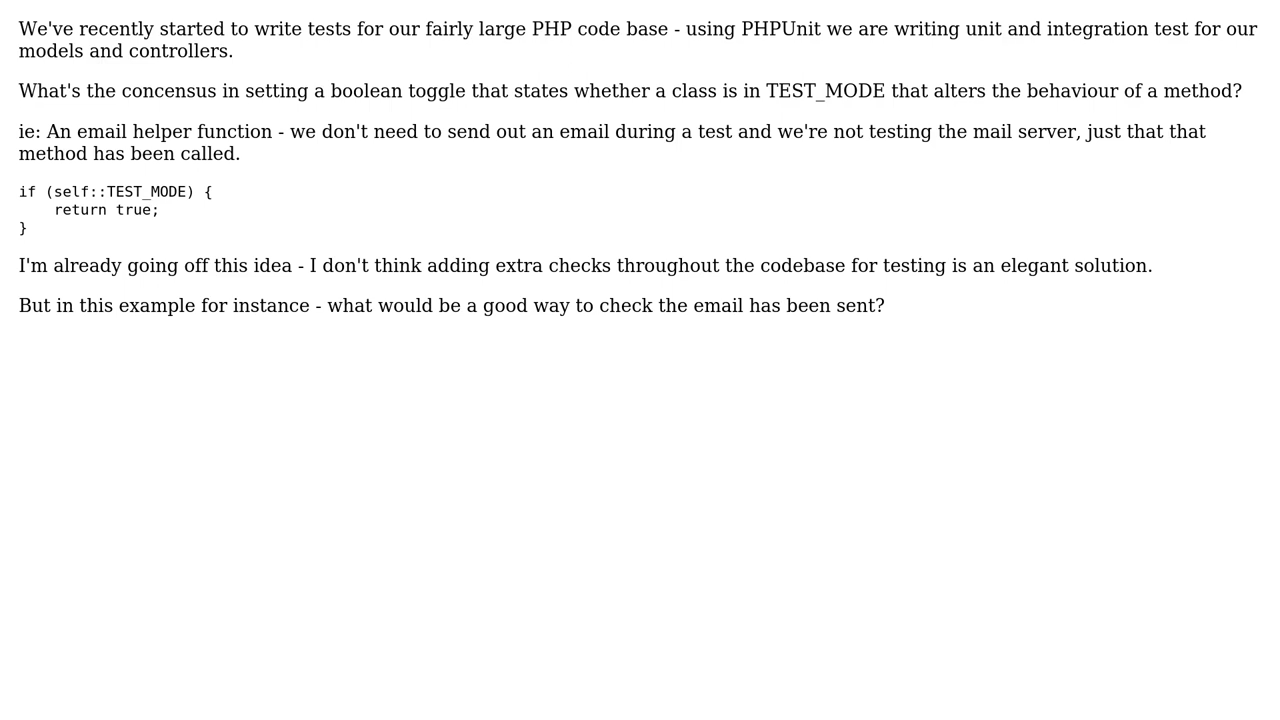 We've recently started to write tests for our fairly large PHP code base - using PHPUnit we are writing unit and integration test for our
models and controllers.
What's the concensus in setting a boolean toggle that states whether a class is in TEST_MODE that alters the behaviour of a method?
ie: An email helper function - we don't need to send out an email during a test and we're not testing the mail server, just that that
method has been called.
if (self::TEST_MODE) {
    return true;
}
I'm already going off this idea - I don't think adding extra checks throughout the codebase for testing is an elegant solution.
But in this example for instance - what would be a good way to check the email has been sent?